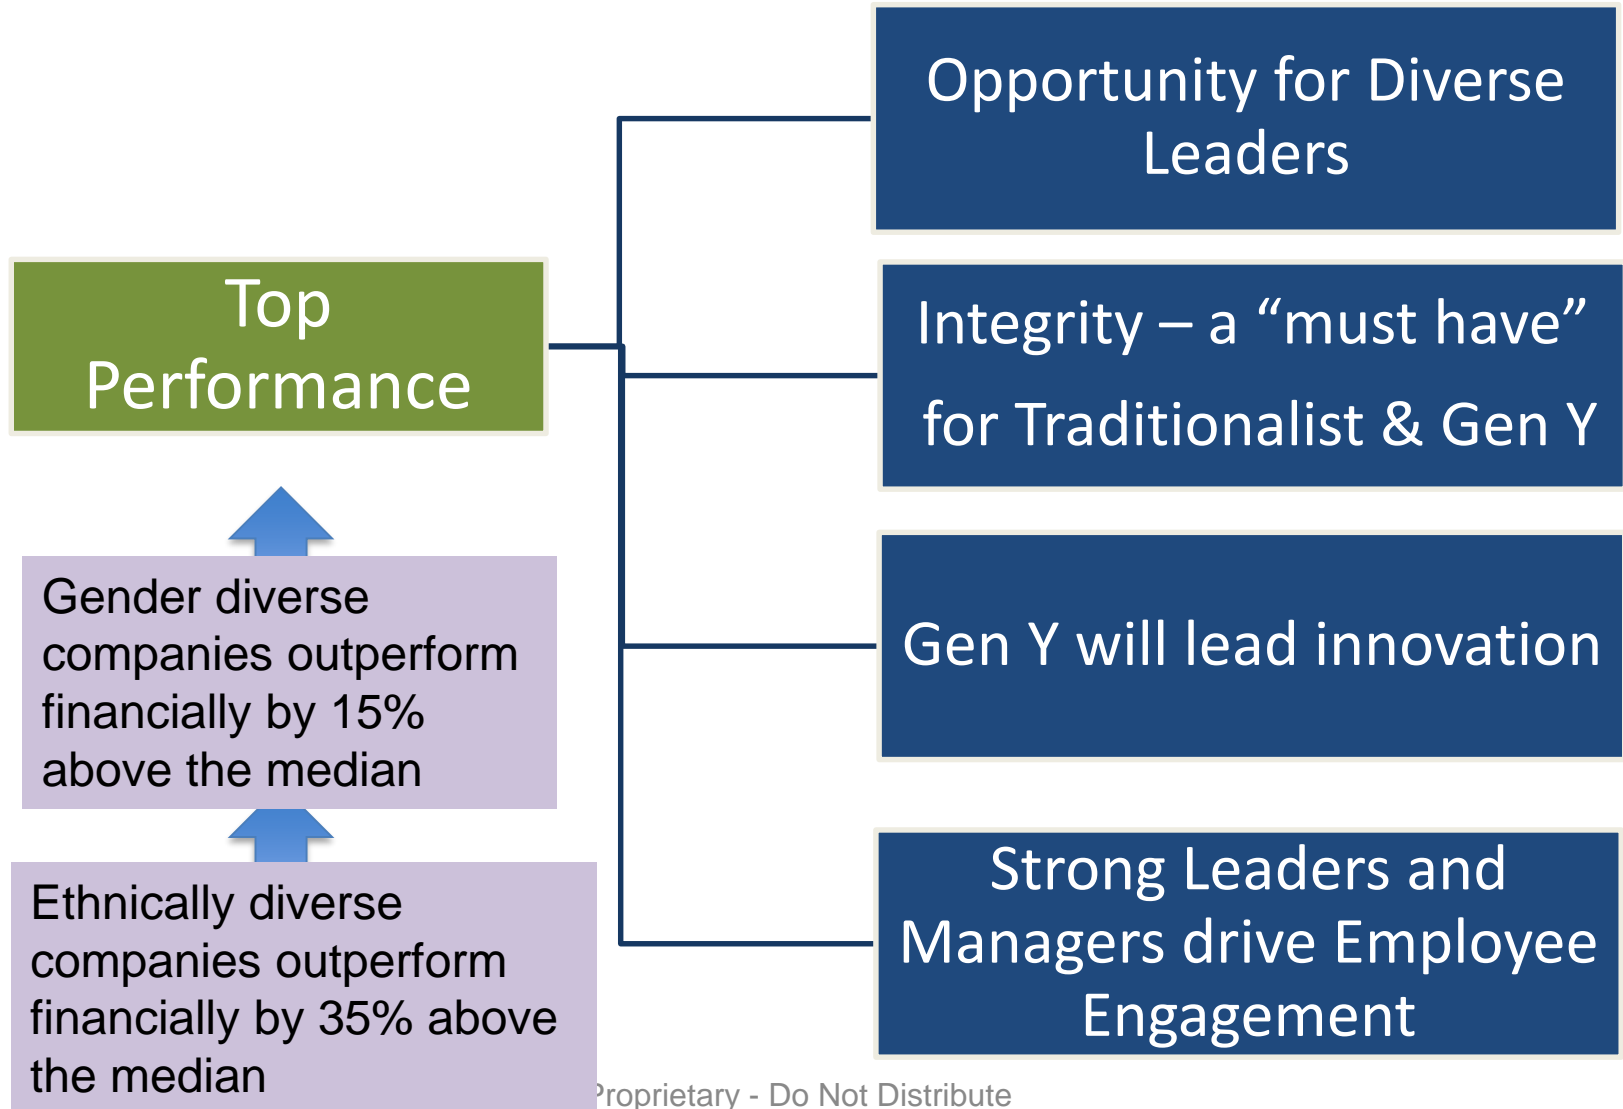 Top
Performance
Gender diverse
companies outperform
financially by 15%
above the median
Ethnically diverse
companies outperform
financially by 35% above
the median
Opportunity for Diverse
Leaders
Integrity – a “must have”
for Traditionalist & Gen Y
Gen Y will lead innovation
Strong Leaders and
Managers drive Employee
Engagement
Proprietary - Do Not Distribute